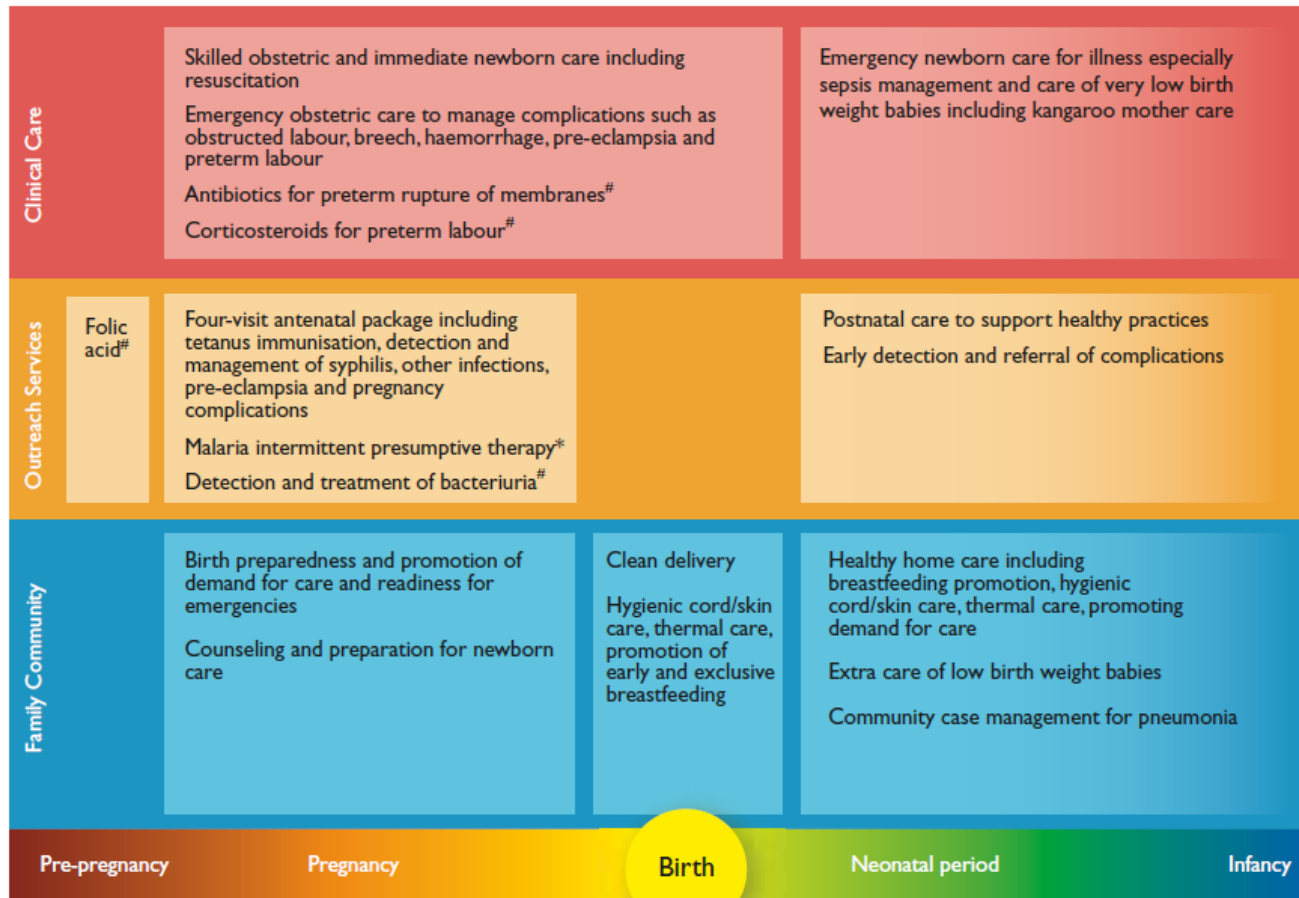 Clinical Care
Skilled obstetric and immediate newborn care including
resuscitation
Emergency obstetric care to manage complications such as
obstructed labour, breech, haemorrhage, pre-eclampsia and
preterm labour
Antibiotics for preterm rupture of membranes#
Corticosteroids for preterm labour#
Emergency newborn care for illness especially
sepsis management and care of very low birth
weight babies including kangaroo mother care
Outreach Services
Folic
acid#
Four-visit antenatal package including
tetanus immunisation, detection and
management of syphilis, other infections,
pre-eclampsia and pregnancy
complications
Malaria intermittent presumptive therapy*
Detection and treatment of bacteriuria#
Postnatal care to support healthy practices
Early detection and referral of complications
Family Community
Birth preparedness and promotion of
demand for care and readiness for
emergencies
Counseling and preparation for newborn
care
Clean delivery
Hygienic cord/skin
care, thermal care,
promotion of
early and exclusive
breastfeeding
Healthy home care including
breastfeeding promotion, hygienic
cord/skin care, thermal care, promoting
demand for care
Extra care of low birth weight babies
Community case management for pneumonia
Pre-pregnancy
Pregnancy
Birth
Neonatal period
Infancy